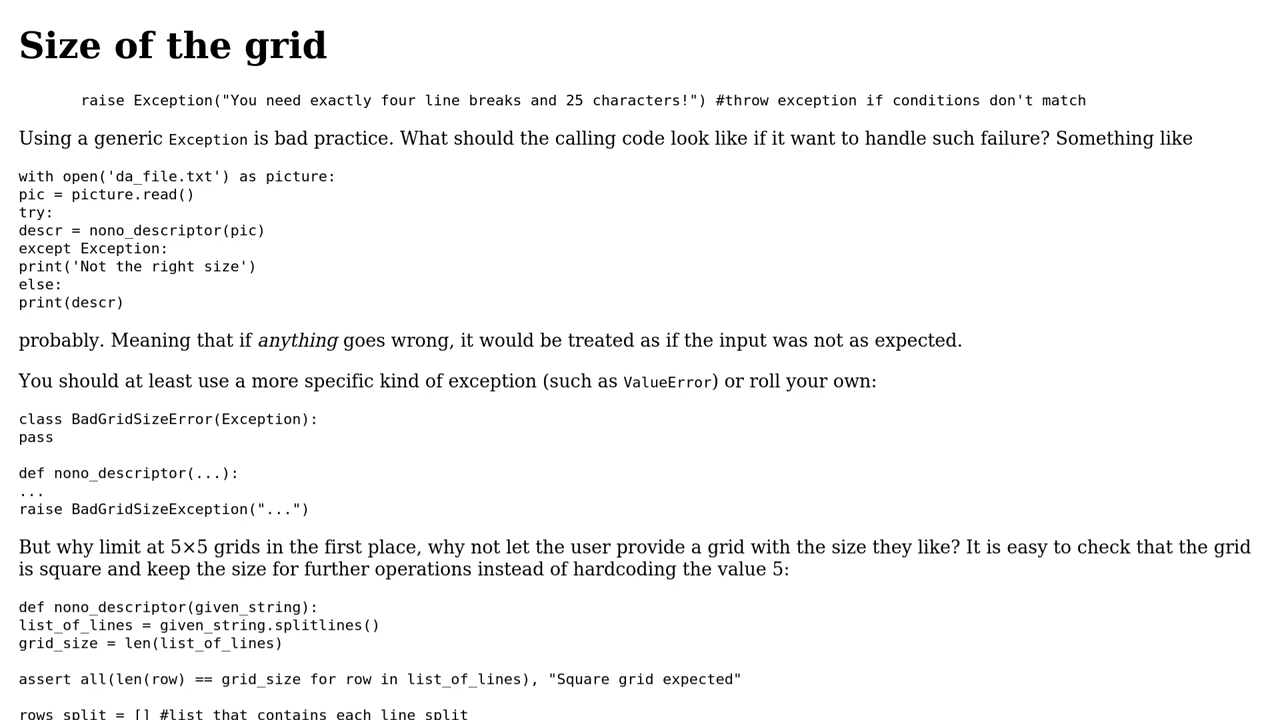 Size of the grid
raise Exception("You need exactly four line breaks and 25 characters!") #throw exception if conditions don't match
Using a generic Exception is bad practice. What should the calling code look like if it want to handle such failure? Something like
with open('da_file.txt') as picture:
pic = picture.read()
try:
descr = nono_descriptor(pic)
except Exception:
print('Not the right size')
else:
print(descr)
probably. Meaning that if anything goes wrong, it would be treated as if the input was not as expected.
You should at least use a more specific kind of exception (such as ValueError) or roll your own:
class BadGridSizeError(Exception):
pass
def nono_descriptor(...):
...
raise BadGridSizeException("...")
But why limit at 5×5 grids in the first place, why not let the user provide a grid with the size they like? It is easy to check that the grid
is square and keep the size for further operations instead of hardcoding the value 5:
def nono_descriptor(given_string):
list_of_lines = given_string.splitlines()
grid_size = len(list_of_lines)
assert all(len(row) == grid_size for row in list_of_lines), "Square grid expected"
rows_split = [] #list that contains each line split